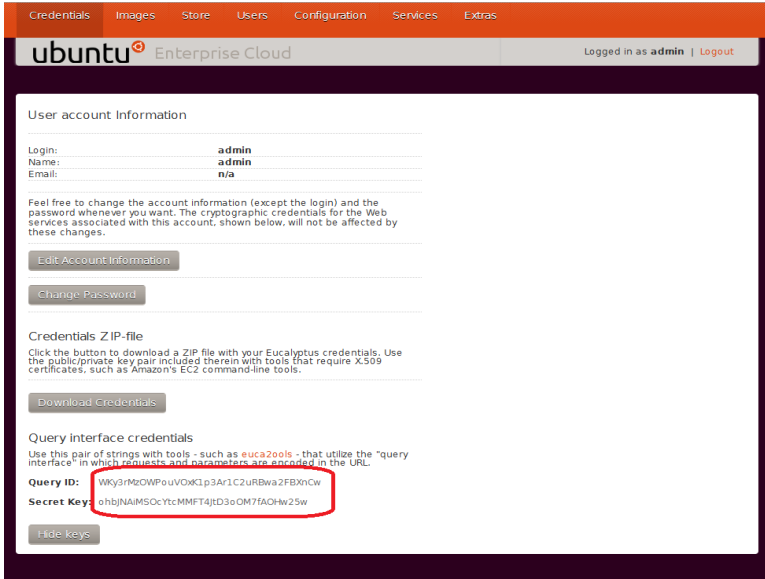 Credentials Images Store Users Configuration Services Extras
ubuntu Enterprise Cloud
Logged in as admin | Logout
User account Information
Login: admin
Name: admin
Email: n/a
Feel free to change the account information (except the login) and the
password whenever you want. The cryptographic credentials for the Web
services associated with this account, shown below, will not be affected by
these changes.
Edit Account Information
Change Password
Credentials ZIP-file
Click the button to download a ZIP file with your Eucalyptus credentials. Use
the public/private key pair included therein with tools that require X.509
certificates, such as Amazon's EC2 command-line tools.
Download Credentials
Query interface credentials
Use this pair of strings with tools - such as euca2ools - that utilize the "query
interface" in which requests and parameters are encoded in the URL.
Query ID: WKy3rMzOWPouVOxK1p3Ar1C2uRBwa2FBXnCw
Secret Key: ohbJNAiMSOcYtcMMFT4JtD3oOM7fAOHw25w
Hide keys